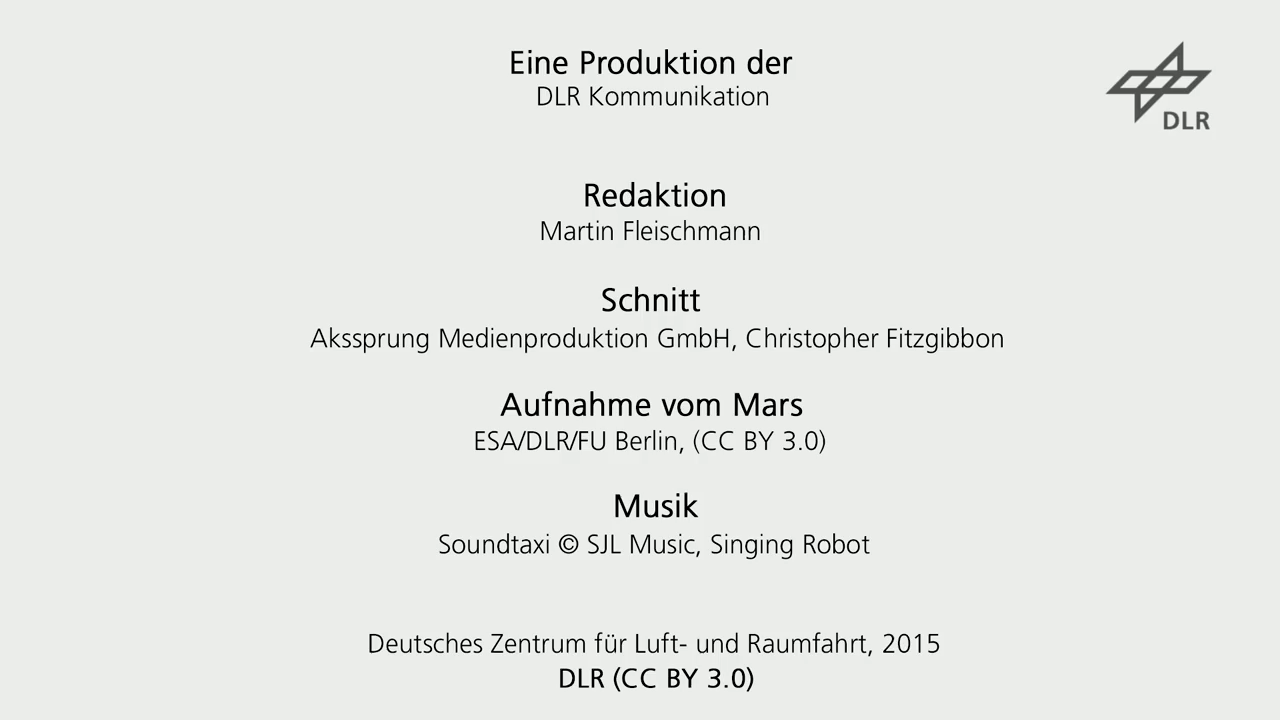 Eine Produktion der
DLR Kommunikation
DLR
Redaktion
Martin Fleischmann
Schnitt
Akssprung Medienproduktion GmbH, Christopher Fitzgibbon
Aufnahme vom Mars
ESA/DLR/FU Berlin, (CC BY 3.0)
Musik
Soundtaxi © SJL Music, Singing Robot
Deutsches Zentrum für Luft- und Raumfahrt, 2015
DLR (CC BY 3.0)